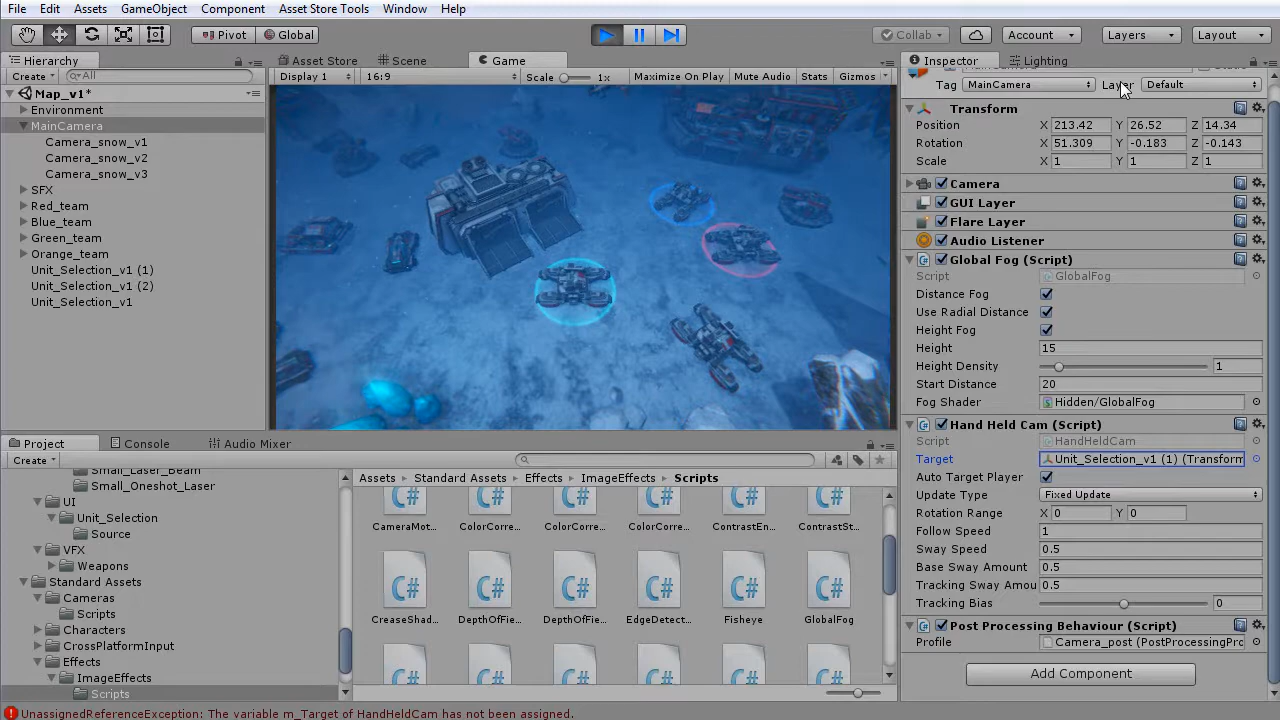 File Edit Assets GameObject Component Asset Store Tools Window Help
Pivot Global Collab Account Layers Layout
Hierarchy
Create All
Map_v1*
Environment
MainCamera
Camera_snow_v1
Camera_snow_v2
Camera_snow_v3
SFX
Red_team
Blue_team
Green_team
Orange_team
Unit_Selection_v1 (1)
Unit_Selection_v1 (2)
Unit_Selection_v1
Asset Store Scene Game
Display 1 16:9 Scale 1x Maximize On Play Mute Audio Stats Gizmos
Inspector Lighting
Tag MainCamera Layer Default
Transform
Position X 213.42 Y 26.52 Z 14.34
Rotation X 51.309 Y -0.183 Z -0.143
Scale X 1 Y 1 Z 1
Camera
GUI Layer
Flare Layer
Audio Listener
Global Fog (Script)
Script GlobalFog
Distance Fog
Use Radial Distance
Height Fog
Height 15
Height Density 1
Start Distance 20
Fog Shader Hidden/GlobalFog
Hand Held Cam (Script)
Script HandHeldCam
Target Unit_Selection_v1 (1) (Transform
Auto Target Player
Update Type Fixed Update
Rotation Range X 0 Y 0
Follow Speed 1
Sway Speed 0.5
Base Sway Amount 0.5
Tracking Sway Amou 0.5
Tracking Bias 0
Post Processing Behaviour (Script)
Profile Camera_post (PostProcessingPro
Add Component
Project Console Audio Mixer
Create
Small_Laser_Beam
Small_Oneshot_Laser
UI
Unit_Selection
Source
VFX
Weapons
Standard Assets
Cameras
Scripts
Characters
CrossPlatformInput
Effects
ImageEffects
Scripts
Assets Standard Assets Effects ImageEffects Scripts
CameraMot... ColorCorre... ColorCorre... ColorCorre... ContrastEn... ContrastSt...
C# C# C# C# C# C#
CreaseShad... DepthOfFie... DepthOfFie... EdgeDetect... Fisheye GlobalFog
UnassignedReferenceException: The variable m_Target of HandHeldCam has not been assigned.